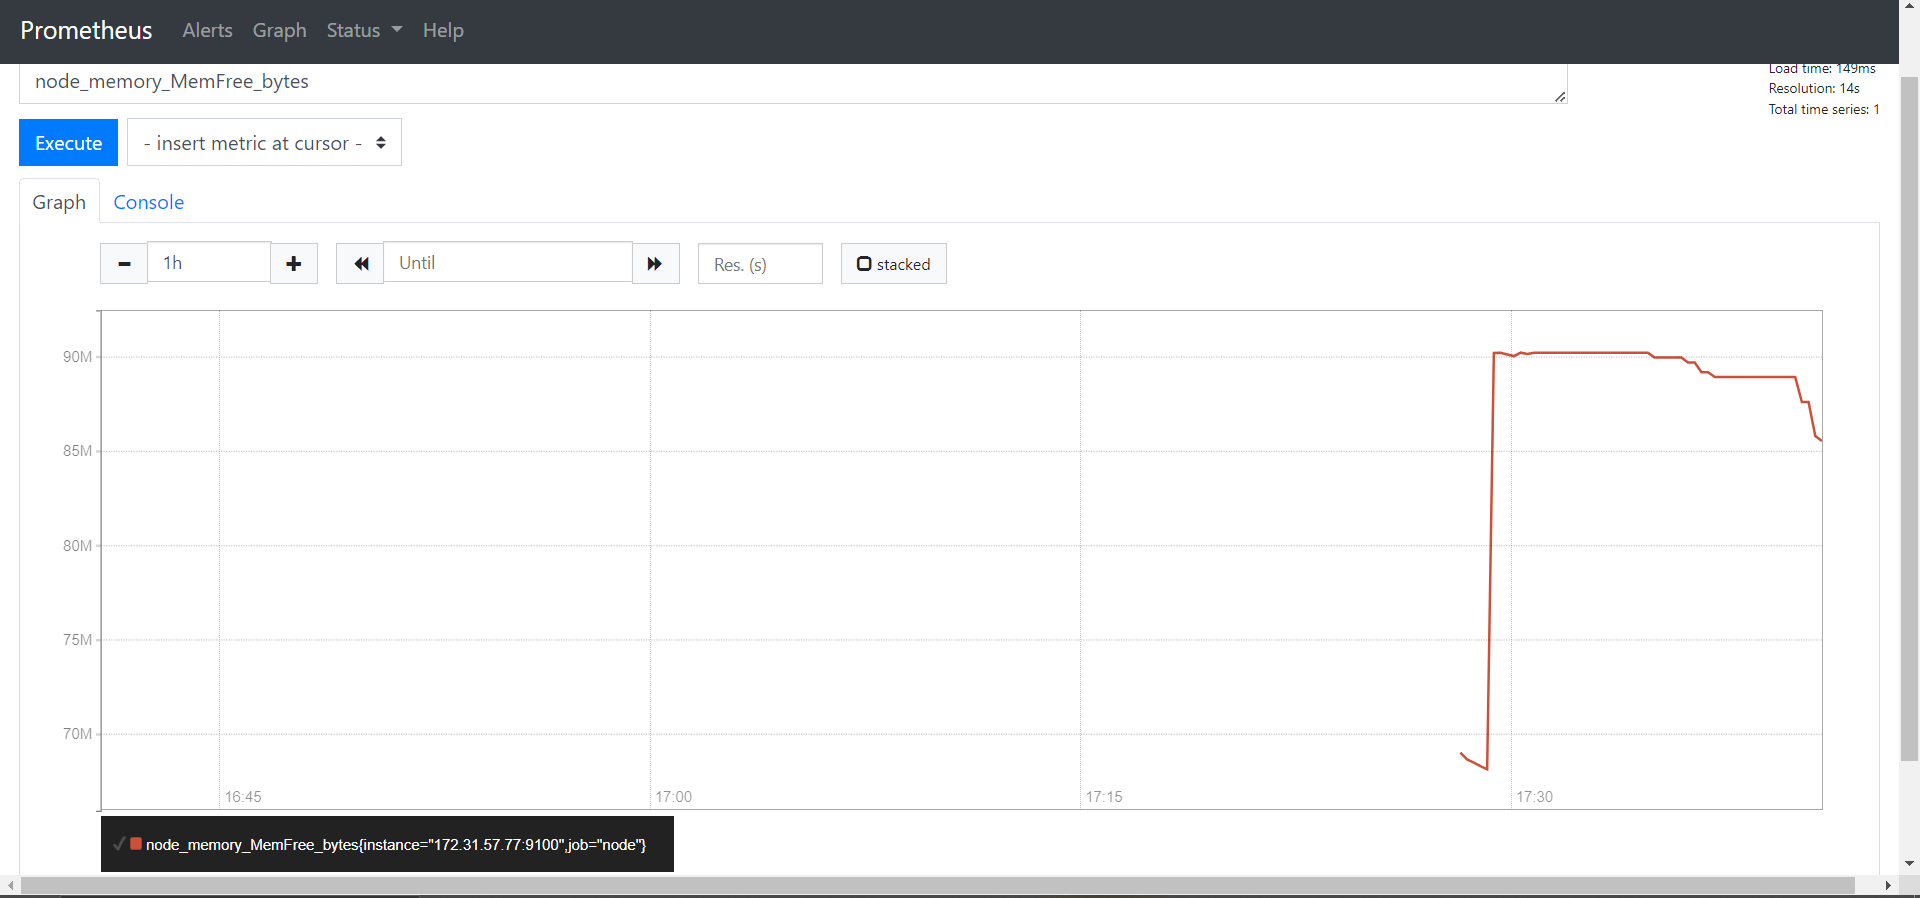 Prometheus Alerts Graph Status Help
node_memory_MemFree_bytes
Load time: 149ms
Resolution: 14s
Total time series: 1
Execute
- insert metric at cursor -
Graph Console
1h
Until
Res. (s)
stacked
90M
85M
80M
75M
70M
16:45 17:00 17:15 17:30
node_memory_MemFree_bytes{instance="172.31.57.77:9100",job="node"}